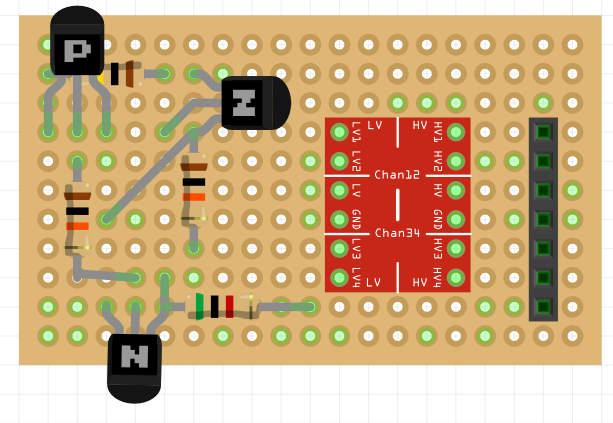 P
N
LV HV
LV1 HV1
LV2 HV2
Chan12
LV HV
GND GND
Chan34
LV3 HV3
LV4 HV4
LV HV
N